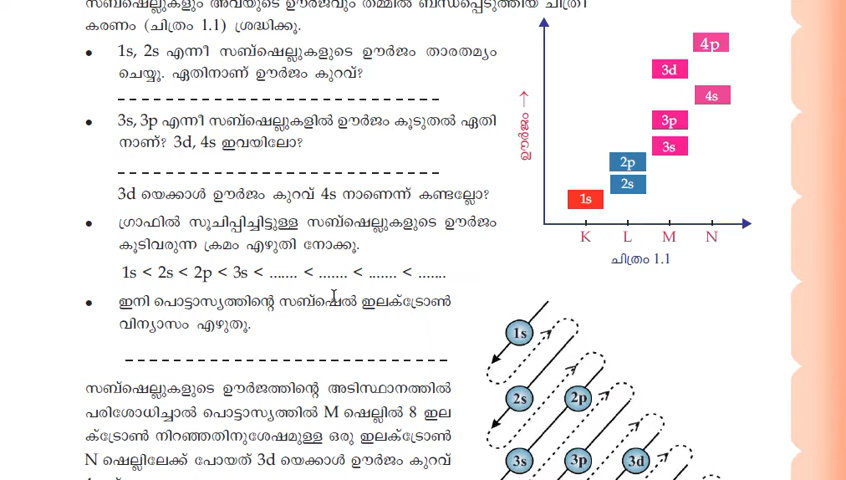 സബ്ഷെല്ലുകളും അവയുടെ ഊർജവും തമ്മിൽ ബന്ധപ്പെടുത്തിയ ചിത്രീ
കരണം (ചിത്രം 1.1) ശ്രദ്ധിക്കൂ.
• 1s, 2s എന്നീ സബ്ഷെല്ലുകളുടെ ഊർജം താരതമ്യം
ചെയ്യൂ. ഏതിനാണ് ഊർജം കുറവ്?
• 3s, 3p എന്നീ സബ്ഷെല്ലുകളിൽ ഊർജം കൂടുതൽ ഏതി
നാണ്? 3d, 4s ഇവയിലോ?
3d യെക്കാൾ ഊർജം കുറവ് 4s നാണെന്ന് കണ്ടല്ലോ?
• ഗ്രാഫിൽ സൂചിപ്പിച്ചിട്ടുള്ള സബ്ഷെല്ലുകളുടെ ഊർജം
കൂടിവരുന്ന ക്രമം എഴുതി നോക്കൂ.
1s < 2s < 2p < 3s < ....... < ....... < ....... < .......
• ഇനി പൊട്ടാസ്യത്തിന്റെ സബ്ഷെൽ ഇലക്ട്രോൺ
വിന്യാസം എഴുതൂ.
സബ്ഷെല്ലുകളുടെ ഊർജത്തിന്റെ അടിസ്ഥാനത്തിൽ
പരിശോധിച്ചാൽ പൊട്ടാസ്യത്തിൽ M ഷെല്ലിൽ 8 ഇല
ക്ട്രോൺ നിറഞ്ഞതിനുശേഷമുള്ള ഒരു ഇലക്ട്രോൺ
N ഷെല്ലിലേക്ക് പോയത് 3d യെക്കാൾ ഊർജം കുറവ്
ഊർജം →
4p
3d
4s
3p
3s
2p
2s
1s
K L M N
ചിത്രം 1.1
1s
2s 2p
3s 3p 3d